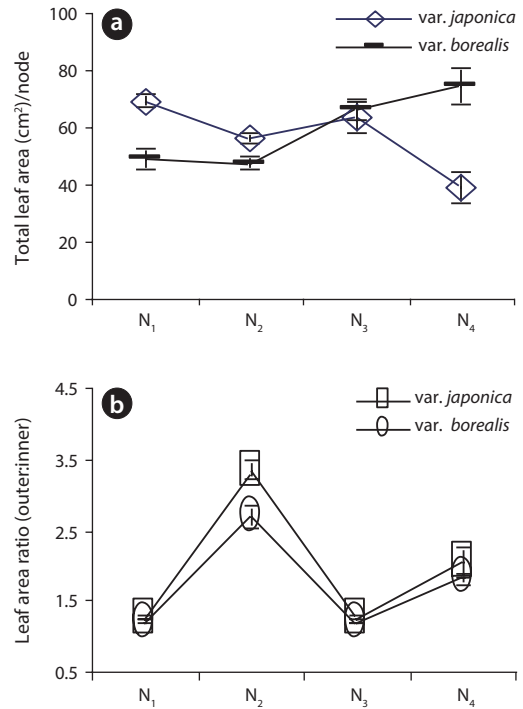 a
Total leaf area (cm²)/node
100
80
60
40
20
0
var. japonica
var. borealis
N₁ N₂ N₃ N₄
b
Leaf area ratio (outer:inner)
4.5
3.5
2.5
1.5
0.5
var. japonica
var. borealis
N₁ N₂ N₃ N₄